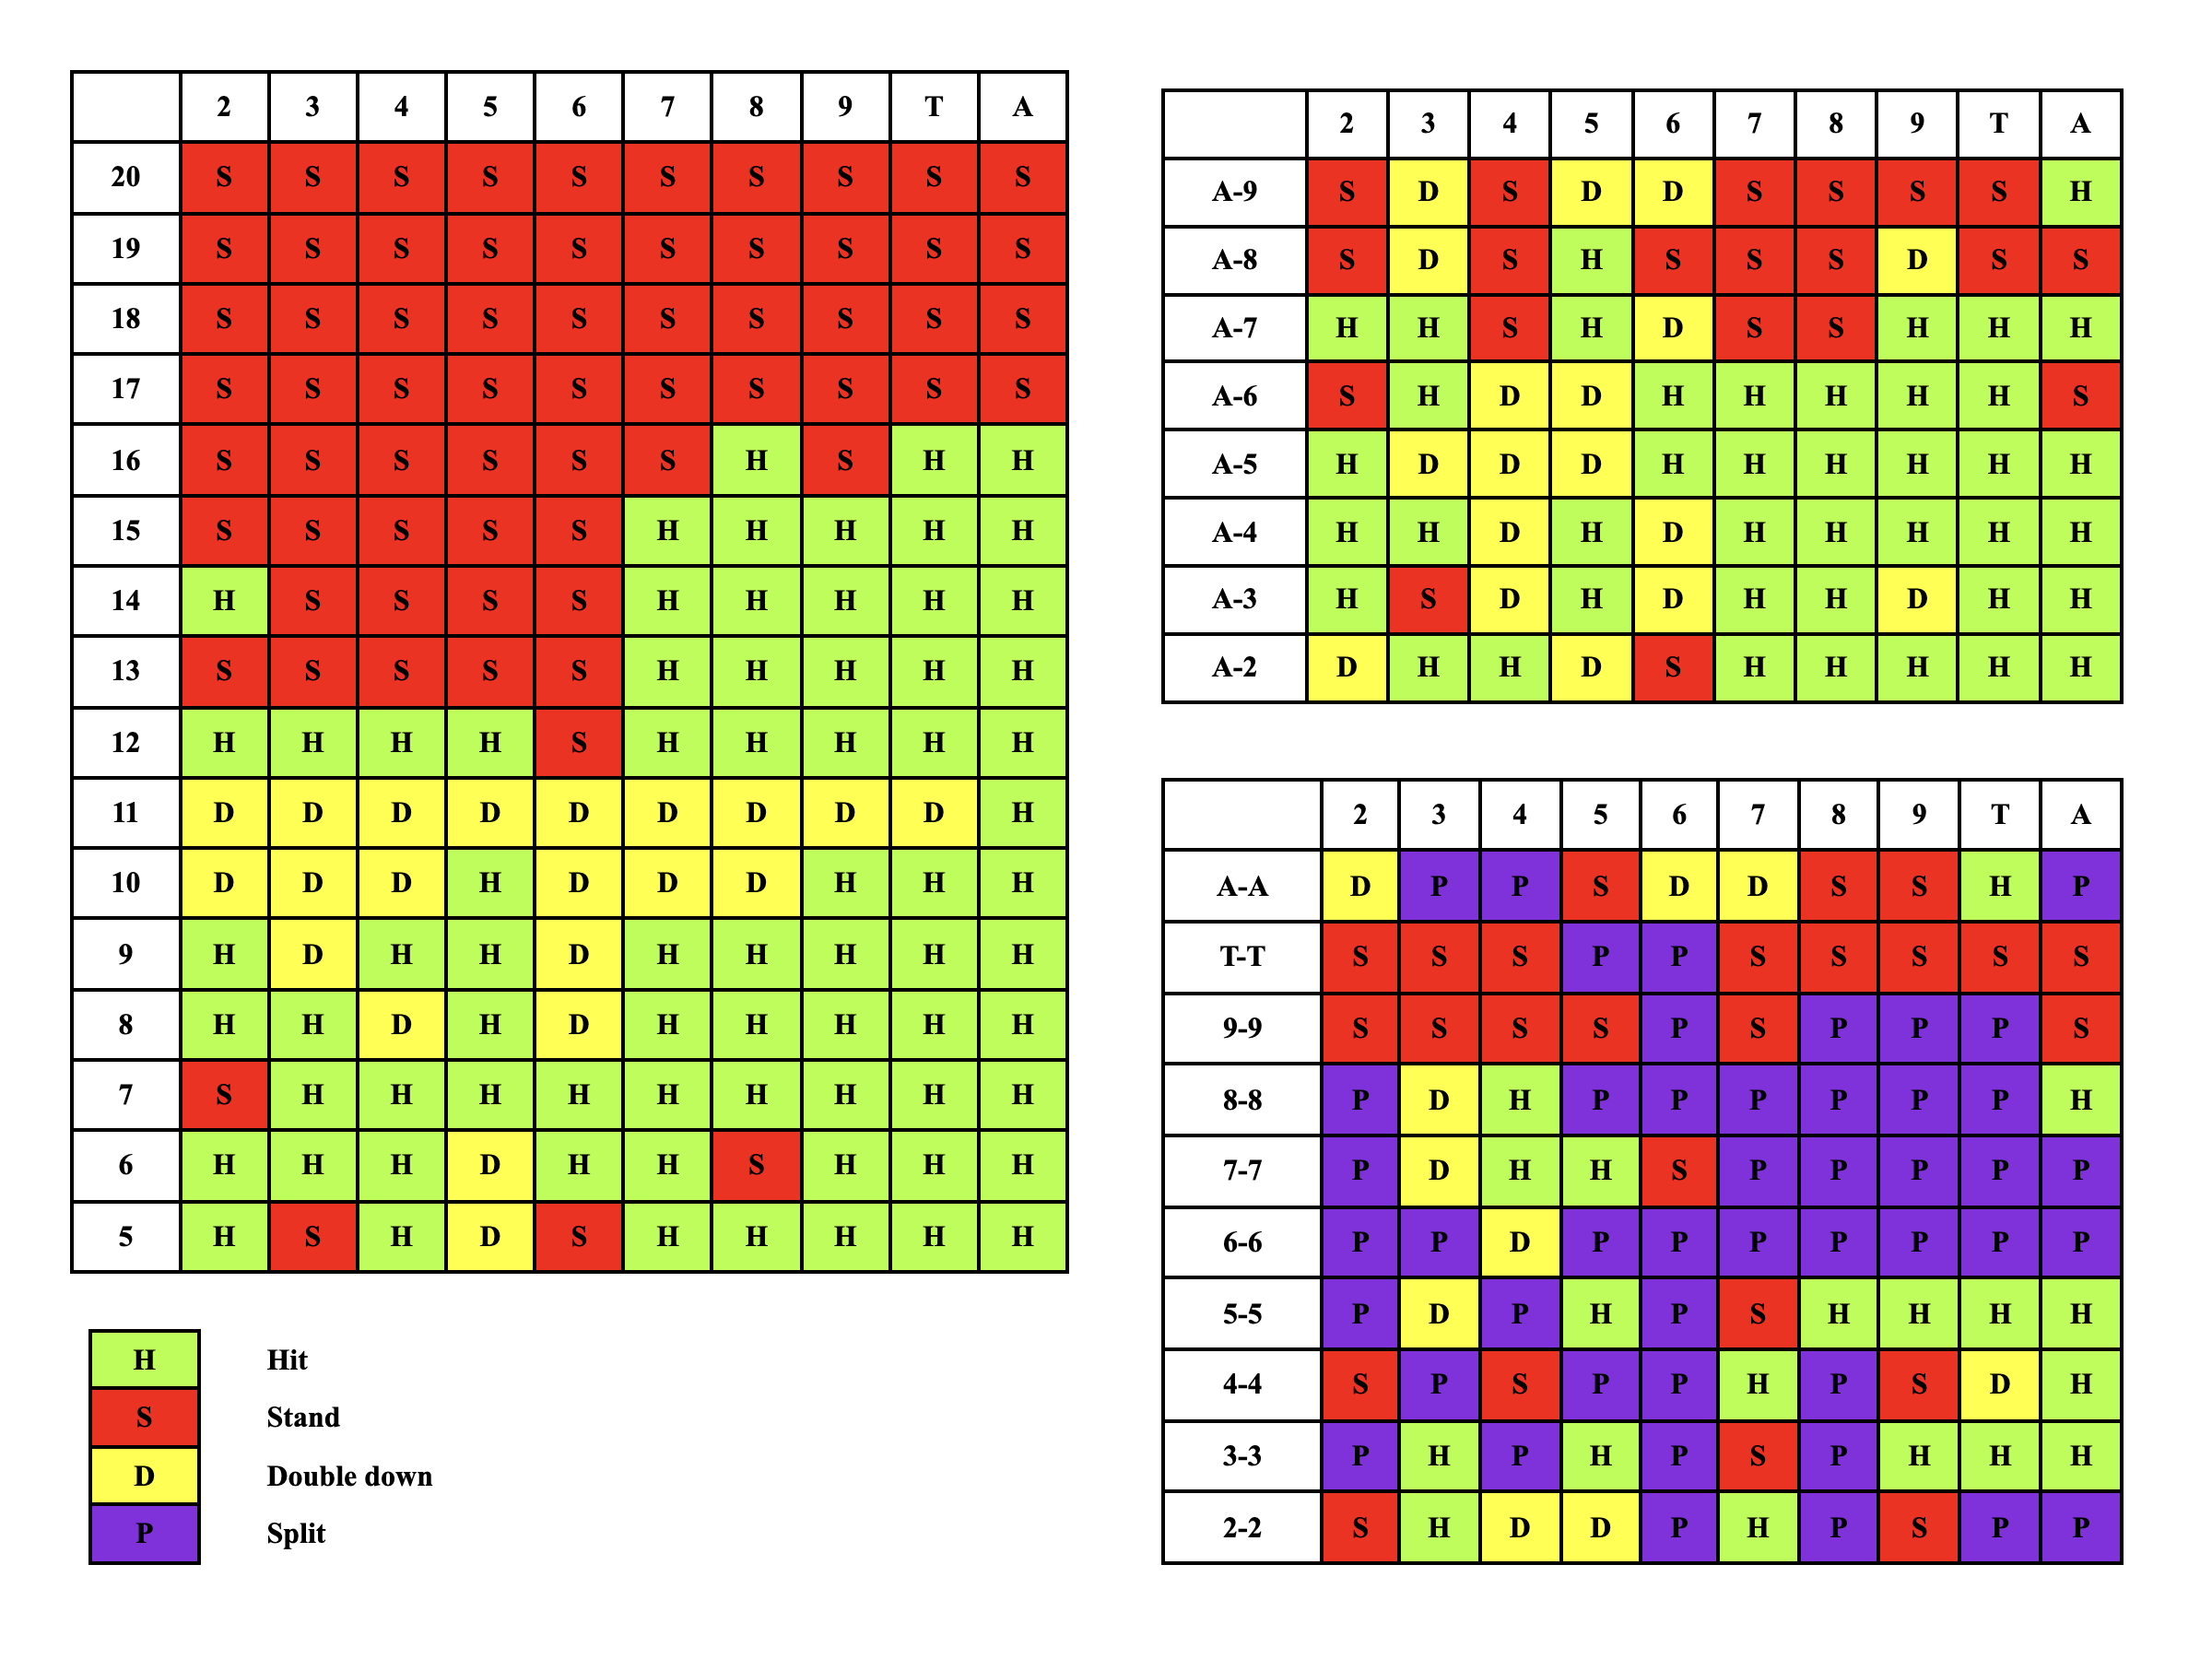 2 3 4 5 6 7 8 9 T A
20 S S S S S S S S S S
19 S S S S S S S S S S
18 S S S S S S S S S S
17 S S S S S S S S S S
16 S S S S S S H S H H
15 S S S S S H H H H H
14 H S S S S H H H H H
13 S S S S S H H H H H
12 H H H H S H H H H H
11 D D D D D D D D D H
10 D D D H D D D H H H
9 H D H H D H H H H H
8 H H D H D H H H H H
7 S H H H H H H H H H
6 H H H D H H S H H H
5 H S H D S H H H H H
H Hit
S Stand
D Double down
P Split
2 3 4 5 6 7 8 9 T A
A-9 S D S D D S S S S H
A-8 S D S H S S S D S S
A-7 H H S H D S S H H H
A-6 S H D D H H H H H S
A-5 H D D D H H H H H H
A-4 H H D H D H H H H H
A-3 H S D H D H H D H H
A-2 D H H D S H H H H H
2 3 4 5 6 7 8 9 T A
A-A D P P S D D S S H P
T-T S S S P P S S S S S
9-9 S S S S P S P P P S
8-8 P D H P P P P P P H
7-7 P D H H S P P P P P
6-6 P P D P P P P P P P
5-5 P D P H P S H H H H
4-4 S P S P P H P S D H
3-3 P H P H P S P H H H
2-2 S H D D P H P S P P